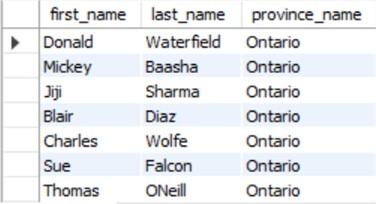 first_name last_name province_name
Donald Waterfield Ontario
Mickey Baasha Ontario
Jiji Sharma Ontario
Blair Diaz Ontario
Charles Wolfe Ontario
Sue Falcon Ontario
Thomas ONeill Ontario